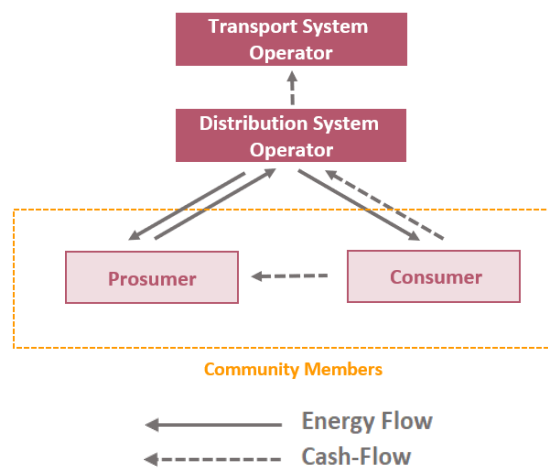 Transport System
Operator
Distribution System
Operator
Prosumer
Consumer
Community Members
Energy Flow
Cash-Flow